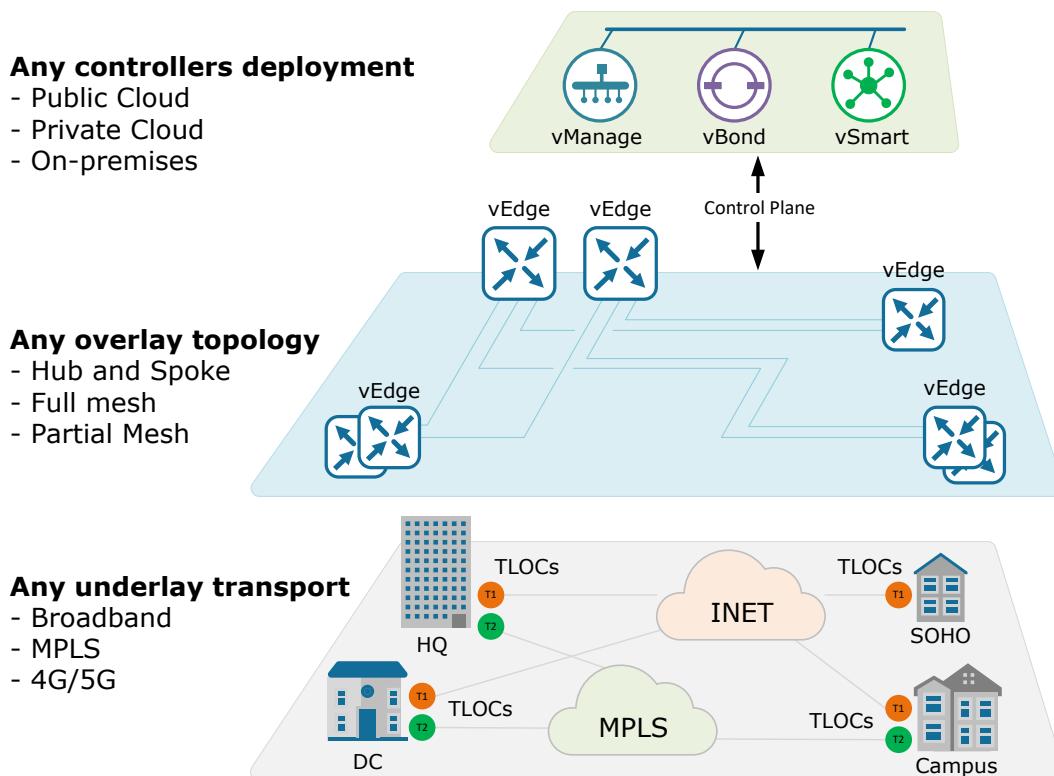 Any controllers deployment
- Public Cloud
- Private Cloud
- On-premises
vManage
vBond
vSmart
Control Plane
vEdge
vEdge
vEdge
Any overlay topology
- Hub and Spoke
- Full mesh
- Partial Mesh
vEdge
vEdge
Any underlay transport
- Broadband
- MPLS
- 4G/5G
TLOCs
T1
T2
HQ
INET
TLOCs
T1
SOHO
T1
T2
TLOCs
DC
MPLS
TLOCs
T1
T2
Campus